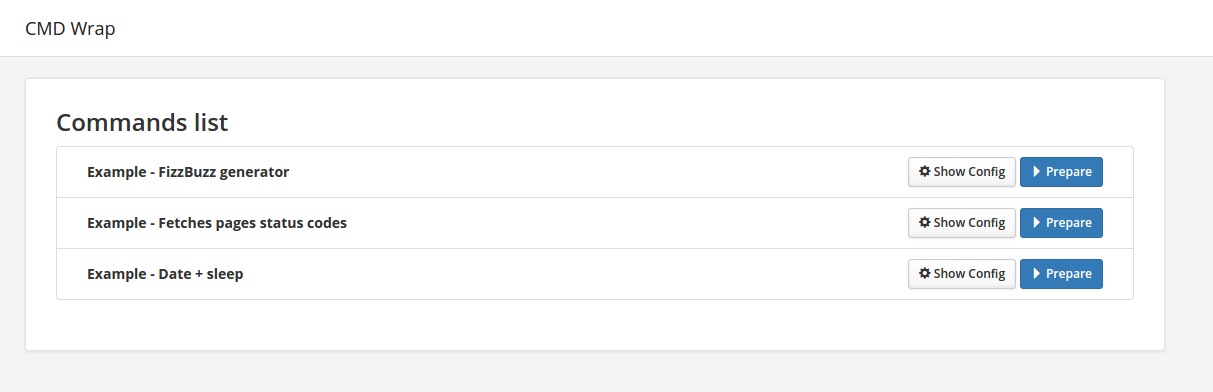 CMD Wrap
Commands list
Example - FizzBuzz generator Show Config Prepare
Example - Fetches pages status codes Show Config Prepare
Example - Date + sleep Show Config Prepare